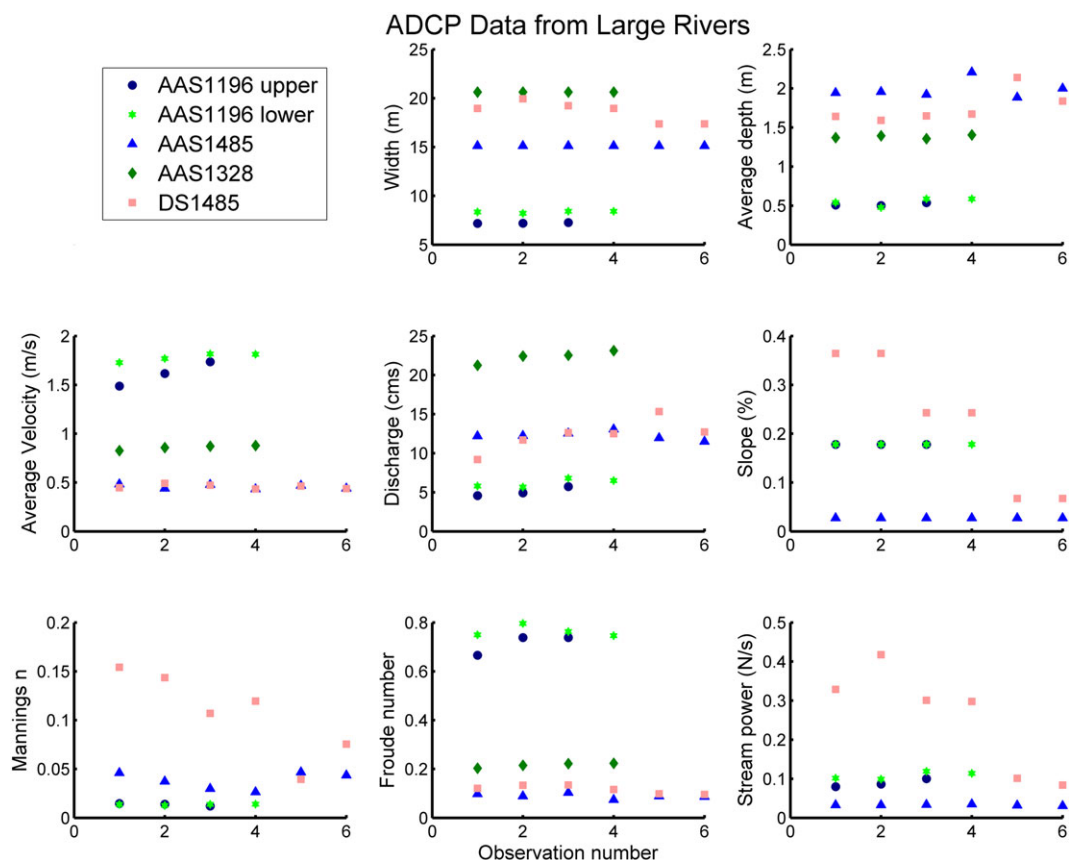 ADCP Data from Large Rivers
AAS1196 upper
AAS1196 lower
AAS1485
AAS1328
DS1485
25
20
15
10
5
0 2 4 6
Width (m)
2.5
2
1.5
1
0.5
0
0 2 4 6
Average depth (m)
2
1.5
1
0.5
0
0 2 4 6
Average Velocity (m/s)
25
20
15
10
5
0
0 2 4 6
Discharge (cms)
0.4
0.3
0.2
0.1
0
0 2 4 6
Slope (%)
0.2
0.15
0.1
0.05
0
0 2 4 6
Mannings n
0.8
0.6
0.4
0.2
0
0 2 4 6
Froude number
0.5
0.4
0.3
0.2
0.1
0
0 2 4 6
Stream power (N/s)
Observation number